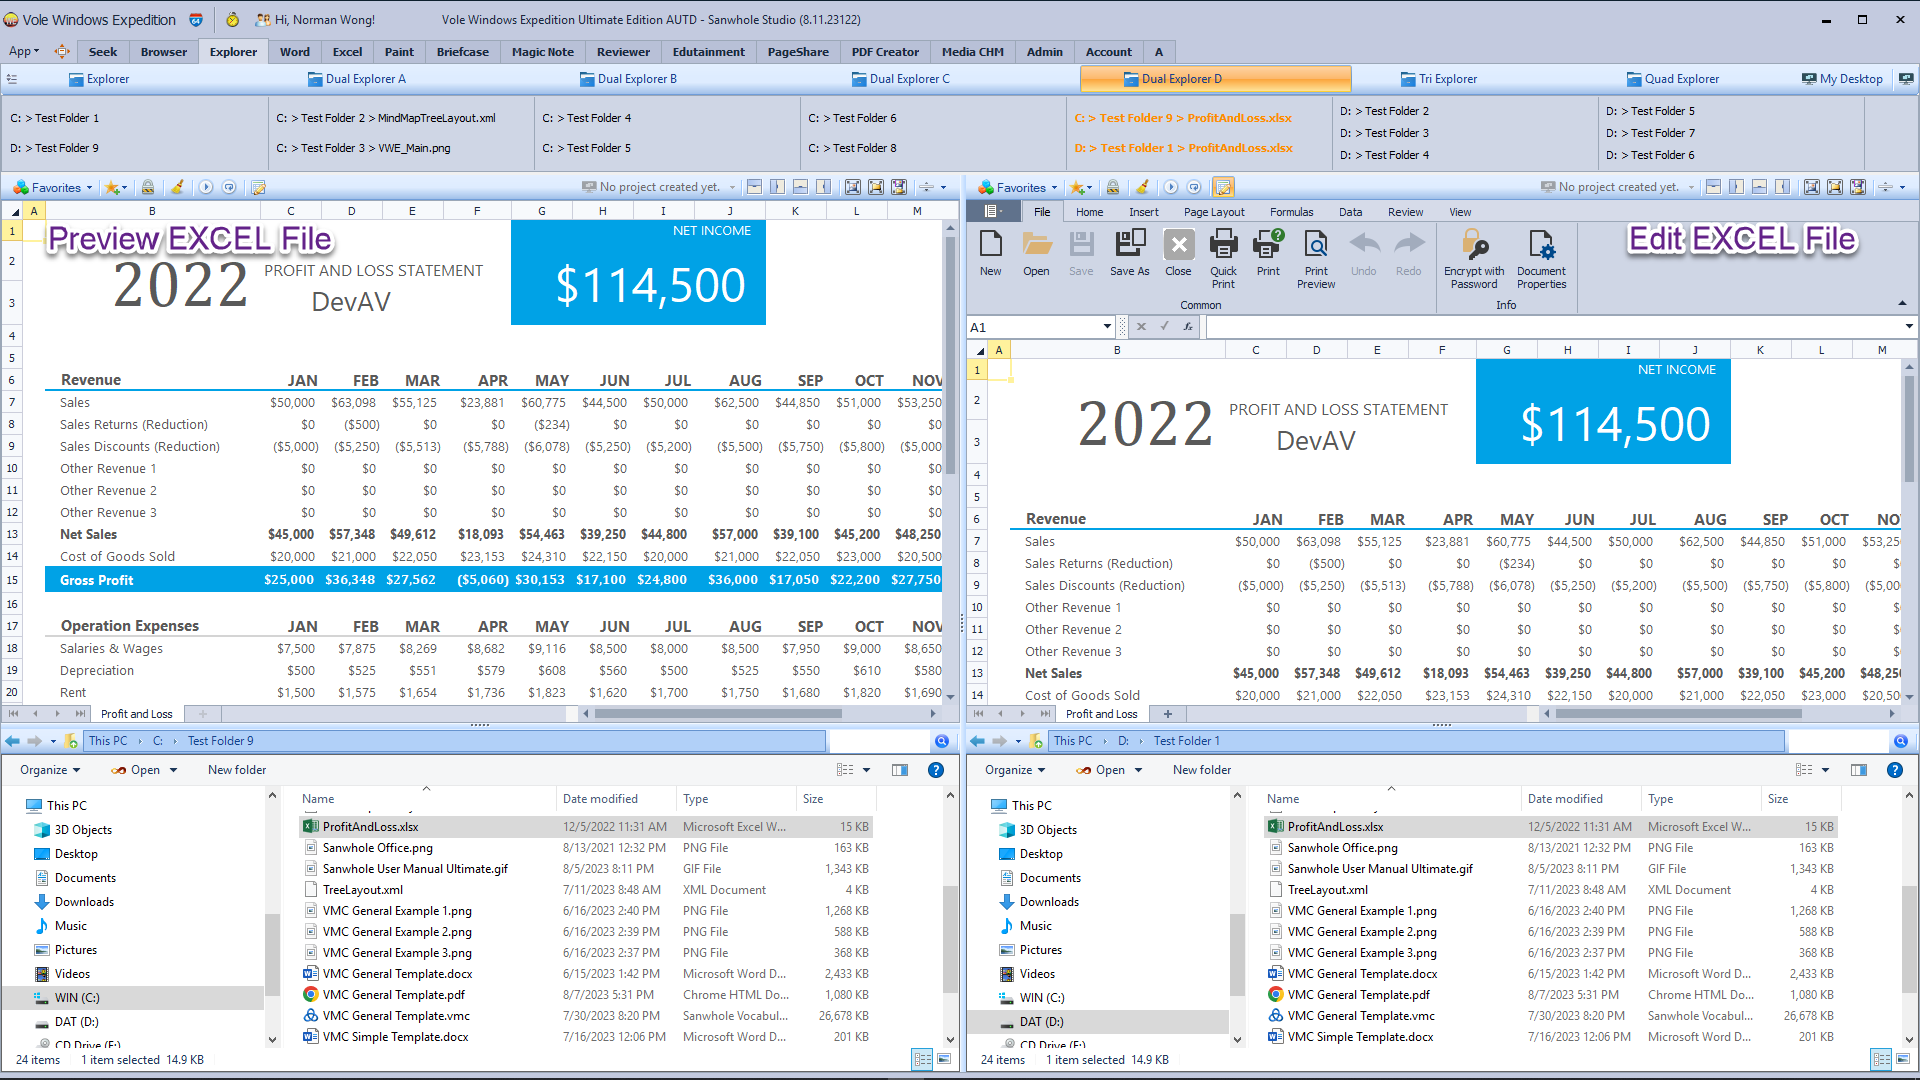 Vole Windows Expedition
Hi, Norman Wong!
Vole Windows Expedition Ultimate Edition AUTD - Sanwhole Studio (8.11.23122)
App Seek Browser Explorer Word Excel Paint Briefcase Magic Note Reviewer Edutainment PageShare PDF Creator Media CHM Admin Account A
Explorer Dual Explorer A Dual Explorer B Dual Explorer C Dual Explorer D Tri Explorer Quad Explorer My Desktop
C: > Test Folder 1
D: > Test Folder 9
C: > Test Folder 2 > MindMapTreeLayout.xml
C: > Test Folder 3 > VWE_Main.png
C: > Test Folder 4
C: > Test Folder 5
C: > Test Folder 6
C: > Test Folder 8
C: > Test Folder 9 > ProfitAndLoss.xlsx
D: > Test Folder 1 > ProfitAndLoss.xlsx
D: > Test Folder 2
D: > Test Folder 3
D: > Test Folder 4
D: > Test Folder 5
D: > Test Folder 7
D: > Test Folder 6
Favorites No project created yet.
A B C D E F G H I J K L M
Preview EXCEL File
1 NET INCOME
2 2022 PROFIT AND LOSS STATEMENT $114,500
3 DevAV
4
5
6 Revenue JAN FEB MAR APR MAY JUN JUL AUG SEP OCT NOV
7 Sales $50,000 $63,098 $55,125 $23,881 $60,775 $44,500 $50,000 $62,500 $44,850 $51,000 $53,250
8 Sales Returns (Reduction) $0 ($500) $0 $0 ($234) $0 $0 $0 $0 $0 $0
9 Sales Discounts (Reduction) ($5,000) ($5,250) ($5,513) ($5,788) ($6,078) ($5,250) ($5,200) ($5,500) ($5,750) ($5,800) ($5,000
10 Other Revenue 1 $0 $0 $0 $0 $0 $0 $0 $0 $0 $0 $0
11 Other Revenue 2 $0 $0 $0 $0 $0 $0 $0 $0 $0 $0 $0
12 Other Revenue 3 $0 $0 $0 $0 $0 $0 $0 $0 $0 $0 $0
13 Net Sales $45,000 $57,348 $49,612 $18,093 $54,463 $39,250 $44,800 $57,000 $39,100 $45,200 $48,250
14 Cost of Goods Sold $20,000 $21,000 $22,050 $23,153 $24,310 $22,150 $20,000 $21,000 $22,050 $23,000 $20,500
15 Gross Profit $25,000 $36,348 $27,562 ($5,060) $30,153 $17,100 $24,800 $36,000 $17,050 $22,200 $27,750
16
17 Operation Expenses JAN FEB MAR APR MAY JUN JUL AUG SEP OCT NOV
18 Salaries & Wages $7,500 $7,875 $8,269 $8,682 $9,116 $8,500 $8,000 $8,500 $7,950 $9,000 $8,650
19 Depreciation $500 $525 $551 $579 $608 $560 $500 $525 $550 $610 $580
20 Rent $1,500 $1,575 $1,654 $1,736 $1,823 $1,620 $1,700 $1,750 $1,680 $1,820 $1,690
Profit and Loss
This PC C: Test Folder 9
Organize Open New folder
This PC
3D Objects
Desktop
Documents
Downloads
Music
Pictures
Videos
WIN (C:)
DAT (D:)
CD Drive (F:)
Name Date modified Type Size
ProfitAndLoss.xlsx 12/5/2022 11:31 AM Microsoft Excel W... 15 KB
Sanwhole Office.png 8/13/2021 12:32 PM PNG File 163 KB
Sanwhole User Manual Ultimate.gif 8/5/2023 8:11 PM GIF File 1,343 KB
TreeLayout.xml 7/11/2023 8:48 AM XML Document 4 KB
VMC General Example 1.png 6/16/2023 2:40 PM PNG File 1,268 KB
VMC General Example 2.png 6/16/2023 2:39 PM PNG File 588 KB
VMC General Example 3.png 6/16/2023 2:37 PM PNG File 368 KB
VMC General Template.docx 6/15/2023 1:42 PM Microsoft Word D... 2,433 KB
VMC General Template.pdf 8/7/2023 5:31 PM Chrome HTML Do... 1,080 KB
VMC General Template.vmc 7/30/2023 8:20 PM Sanwhole Vocabul... 26,678 KB
VMC Simple Template.docx 7/16/2023 12:06 PM Microsoft Word D... 201 KB
24 items 1 item selected 14.9 KB
Favorites No project created yet.
File Home Insert Page Layout Formulas Data Review View
Edit EXCEL File
New Open Save Save As Close Quick Print Print Print Preview Undo Redo Encrypt with Password Document Properties
Common Info
A1 fx
A B C D E F G H I J K L M
1 NET INCOME
2 2022 PROFIT AND LOSS STATEMENT $114,500
3 DevAV
4
5
6 Revenue JAN FEB MAR APR MAY JUN JUL AUG SEP OCT NO
7 Sales $50,000 $63,098 $55,125 $23,881 $60,775 $44,500 $50,000 $62,500 $44,850 $51,000 $53,25
8 Sales Returns (Reduction) $0 ($500) $0 $0 ($234) $0 $0 $0 $0 $0 $
9 Sales Discounts (Reduction) ($5,000) ($5,250) ($5,513) ($5,788) ($6,078) ($5,250) ($5,200) ($5,500) ($5,750) ($5,800) ($5,00
10 Other Revenue 1 $0 $0 $0 $0 $0 $0 $0 $0 $0 $0 $
11 Other Revenue 2 $0 $0 $0 $0 $0 $0 $0 $0 $0 $0 $
12 Other Revenue 3 $0 $0 $0 $0 $0 $0 $0 $0 $0 $0 $
13 Net Sales $45,000 $57,348 $49,612 $18,093 $54,463 $39,250 $44,800 $57,000 $39,100 $45,200 $48,25
14 Cost of Goods Sold $20,000 $21,000 $22,050 $23,153 $24,310 $22,150 $20,000 $21,000 $22,050 $23,000 $20,50
Profit and Loss
This PC D: Test Folder 1
Organize Open New folder
This PC
3D Objects
Desktop
Documents
Downloads
Music
Pictures
Videos
WIN (C:)
DAT (D:)
CD Drive (F:)
Name Date modified Type Size
ProfitAndLoss.xlsx 12/5/2022 11:31 AM Microsoft Excel W... 15 KB
Sanwhole Office.png 8/13/2021 12:32 PM PNG File 163 KB
Sanwhole User Manual Ultimate.gif 8/5/2023 8:11 PM GIF File 1,343 KB
TreeLayout.xml 7/11/2023 8:48 AM XML Document 4 KB
VMC General Example 1.png 6/16/2023 2:40 PM PNG File 1,268 KB
VMC General Example 2.png 6/16/2023 2:39 PM PNG File 588 KB
VMC General Example 3.png 6/16/2023 2:37 PM PNG File 368 KB
VMC General Template.docx 6/15/2023 1:42 PM Microsoft Word D... 2,433 KB
VMC General Template.pdf 8/7/2023 5:31 PM Chrome HTML Do... 1,080 KB
VMC General Template.vmc 7/30/2023 8:20 PM Sanwhole Vocabul... 26,678 KB
VMC Simple Template.docx 7/16/2023 12:06 PM Microsoft Word D... 201 KB
24 items 1 item selected 14.9 KB